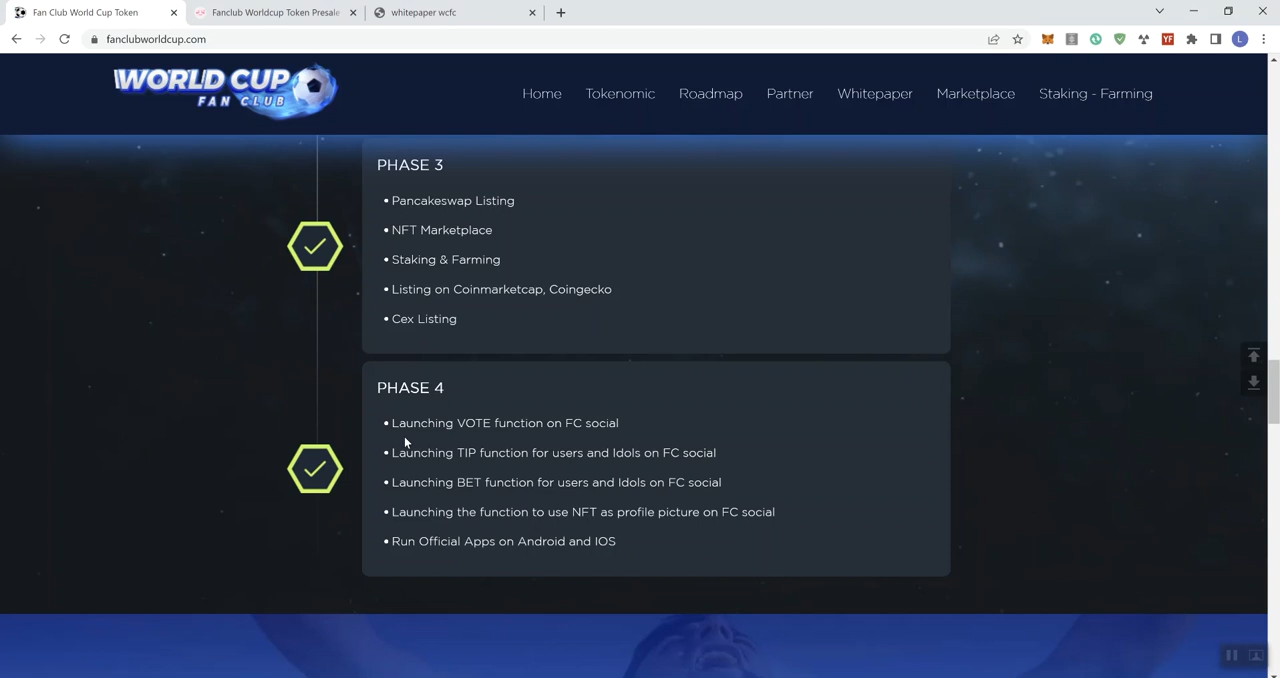 Fan Club World Cup Token
Fanclub Worldcup Token Presale
whitepaper wcfc
fanclubworldcup.com
YF
L
WORLD CUP
FAN CLUB
Home
Tokenomic
Roadmap
Partner
Whitepaper
Marketplace
Staking - Farming
PHASE 3
• Pancakeswap Listing
• NFT Marketplace
• Staking & Farming
• Listing on Coinmarketcap, Coingecko
• Cex Listing
PHASE 4
• Launching VOTE function on FC social
• Launching TIP function for users and Idols on FC social
• Launching BET function for users and Idols on FC social
• Launching the function to use NFT as profile picture on FC social
• Run Official Apps on Android and IOS